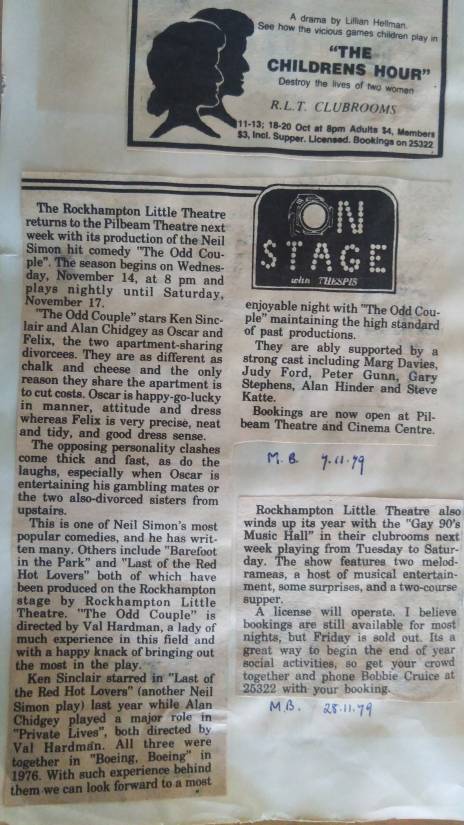 A drama by Lillian Hellman.
See how the vicious games children play in
"THE
CHILDRENS HOUR"
Destroy the lives of two women
R.L.T. CLUBROOMS
11-13; 18-20 Oct at 8pm Adults $4, Members
$3, Incl. Supper. Licensed. Bookings on 25322
The Rockhampton Little Theatre
returns to the Pilbeam Theatre next
week with its production of the Neil
Simon hit comedy "The Odd Cou-
ple". The season begins on Wednes-
day, November 14, at 8 pm and
plays nightly until Saturday,
November 17.
"The Odd Couple" stars Ken Sinc-
lair and Alan Chidgey as Oscar and
Felix, the two apartment-sharing
divorcees. They are as different as
chalk and cheese and the only
reason they share the apartment is
to cut costs. Oscar is happy-go-lucky
in manner, attitude and dress
whereas Felix is very precise, neat
and tidy, and good dress sense.
The opposing personality clashes
come thick and fast, as do the
laughs, especially when Oscar is
entertaining his gambling mates or
the two also-divorced sisters from
upstairs.
This is one of Neil Simon's most
popular comedies, and he has writ-
ten many. Others include "Barefoot
in the Park" and "Last of the Red
Hot Lovers" both of which have
been produced on the Rockhampton
stage by Rockhampton Little
Theatre. "The Odd Couple" is
directed by Val Hardman, a lady of
much experience in this field and
with a happy knack of bringing out
the most in the play.
Ken Sinclair starred in "Last of
the Red Hot Lovers" (another Neil
Simon play) last year while Alan
Chidgey played a major role in
"Private Lives", both directed by
Val Hardman. All three were
together in "Boeing, Boeing" in
1976. With such experience behind
them we can look forward to a most
ON
STAGE
with THESPIS
enjoyable night with "The Odd Cou-
ple" maintaining the high standard
of past productions.
They are ably supported by a
strong cast including Marg Davies,
Judy Ford, Peter Gunn, Gary
Stephens, Alan Hinder and Steve
Katte.
Bookings are now open at Pil-
beam Theatre and Cinema Centre.
M.B. 7.11.79
Rockhampton Little Theatre also
winds up its year with the "Gay 90's
Music Hall" in their clubrooms next
week playing from Tuesday to Satur-
day. The show features two melod-
rameas, a host of musical entertain-
ment, some surprises, and a two-course
supper.
A license will operate. I believe
bookings are still available for most
nights, but Friday is sold out. Its a
great way to begin the end of year
social activities, so get your crowd
together and phone Bobbie Cruice at
25322 with your booking.
M.B. 28.11.79